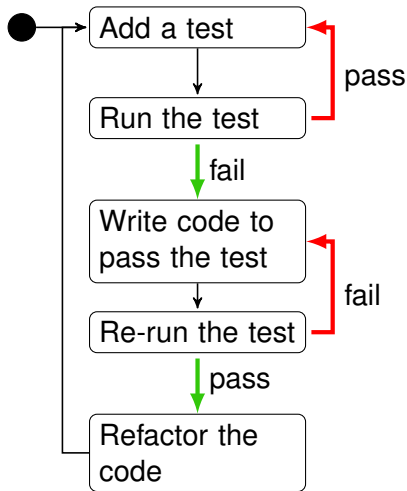 Add a test
pass
Run the test
fail
Write code to
pass the test
fail
Re-run the test
pass
Refactor the
code